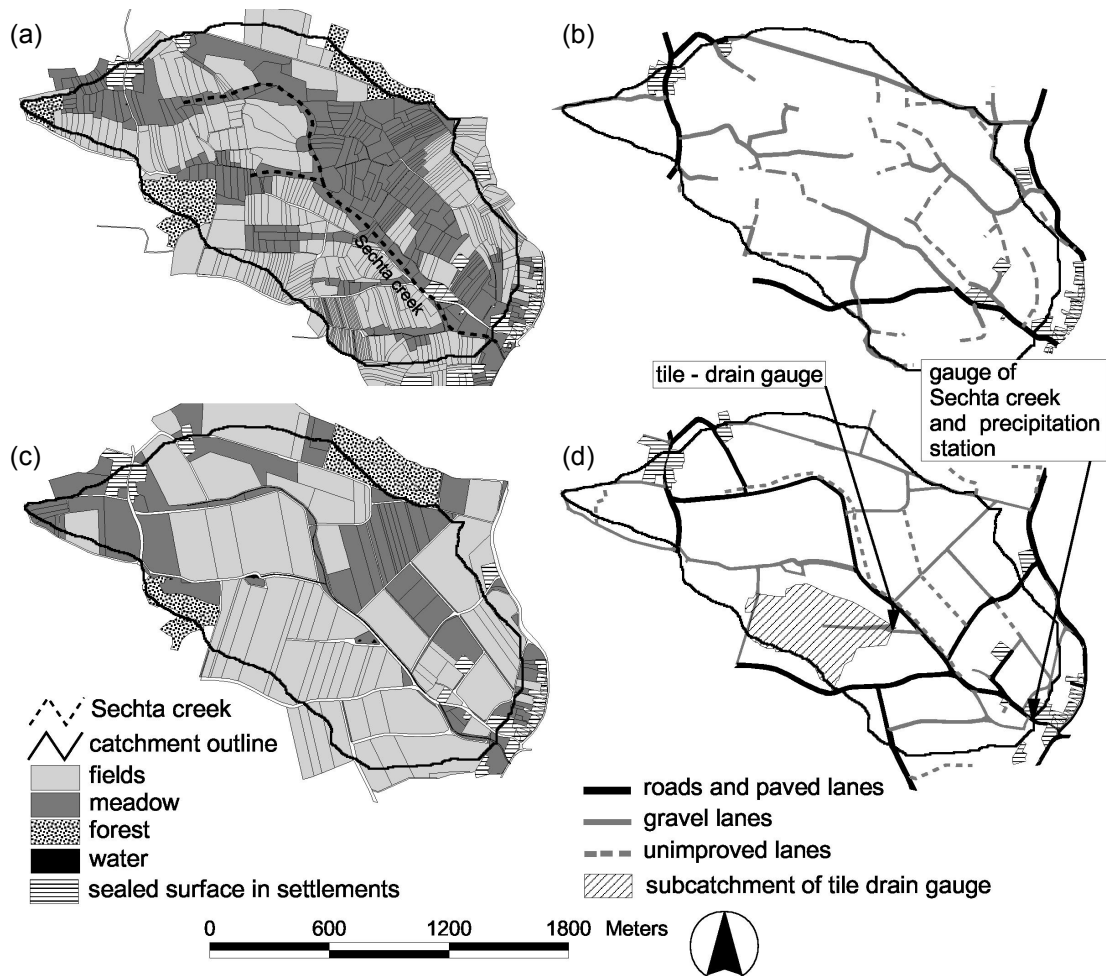 (a)
(b)
Sechta creek
tile - drain gauge
gauge of
Sechta creek
and precipitation
station
(c)
(d)
Sechta creek
catchment outline
fields
meadow
forest
water
sealed surface in settlements
roads and paved lanes
gravel lanes
unimproved lanes
subcatchment of tile drain gauge
0 600 1200 1800 Meters